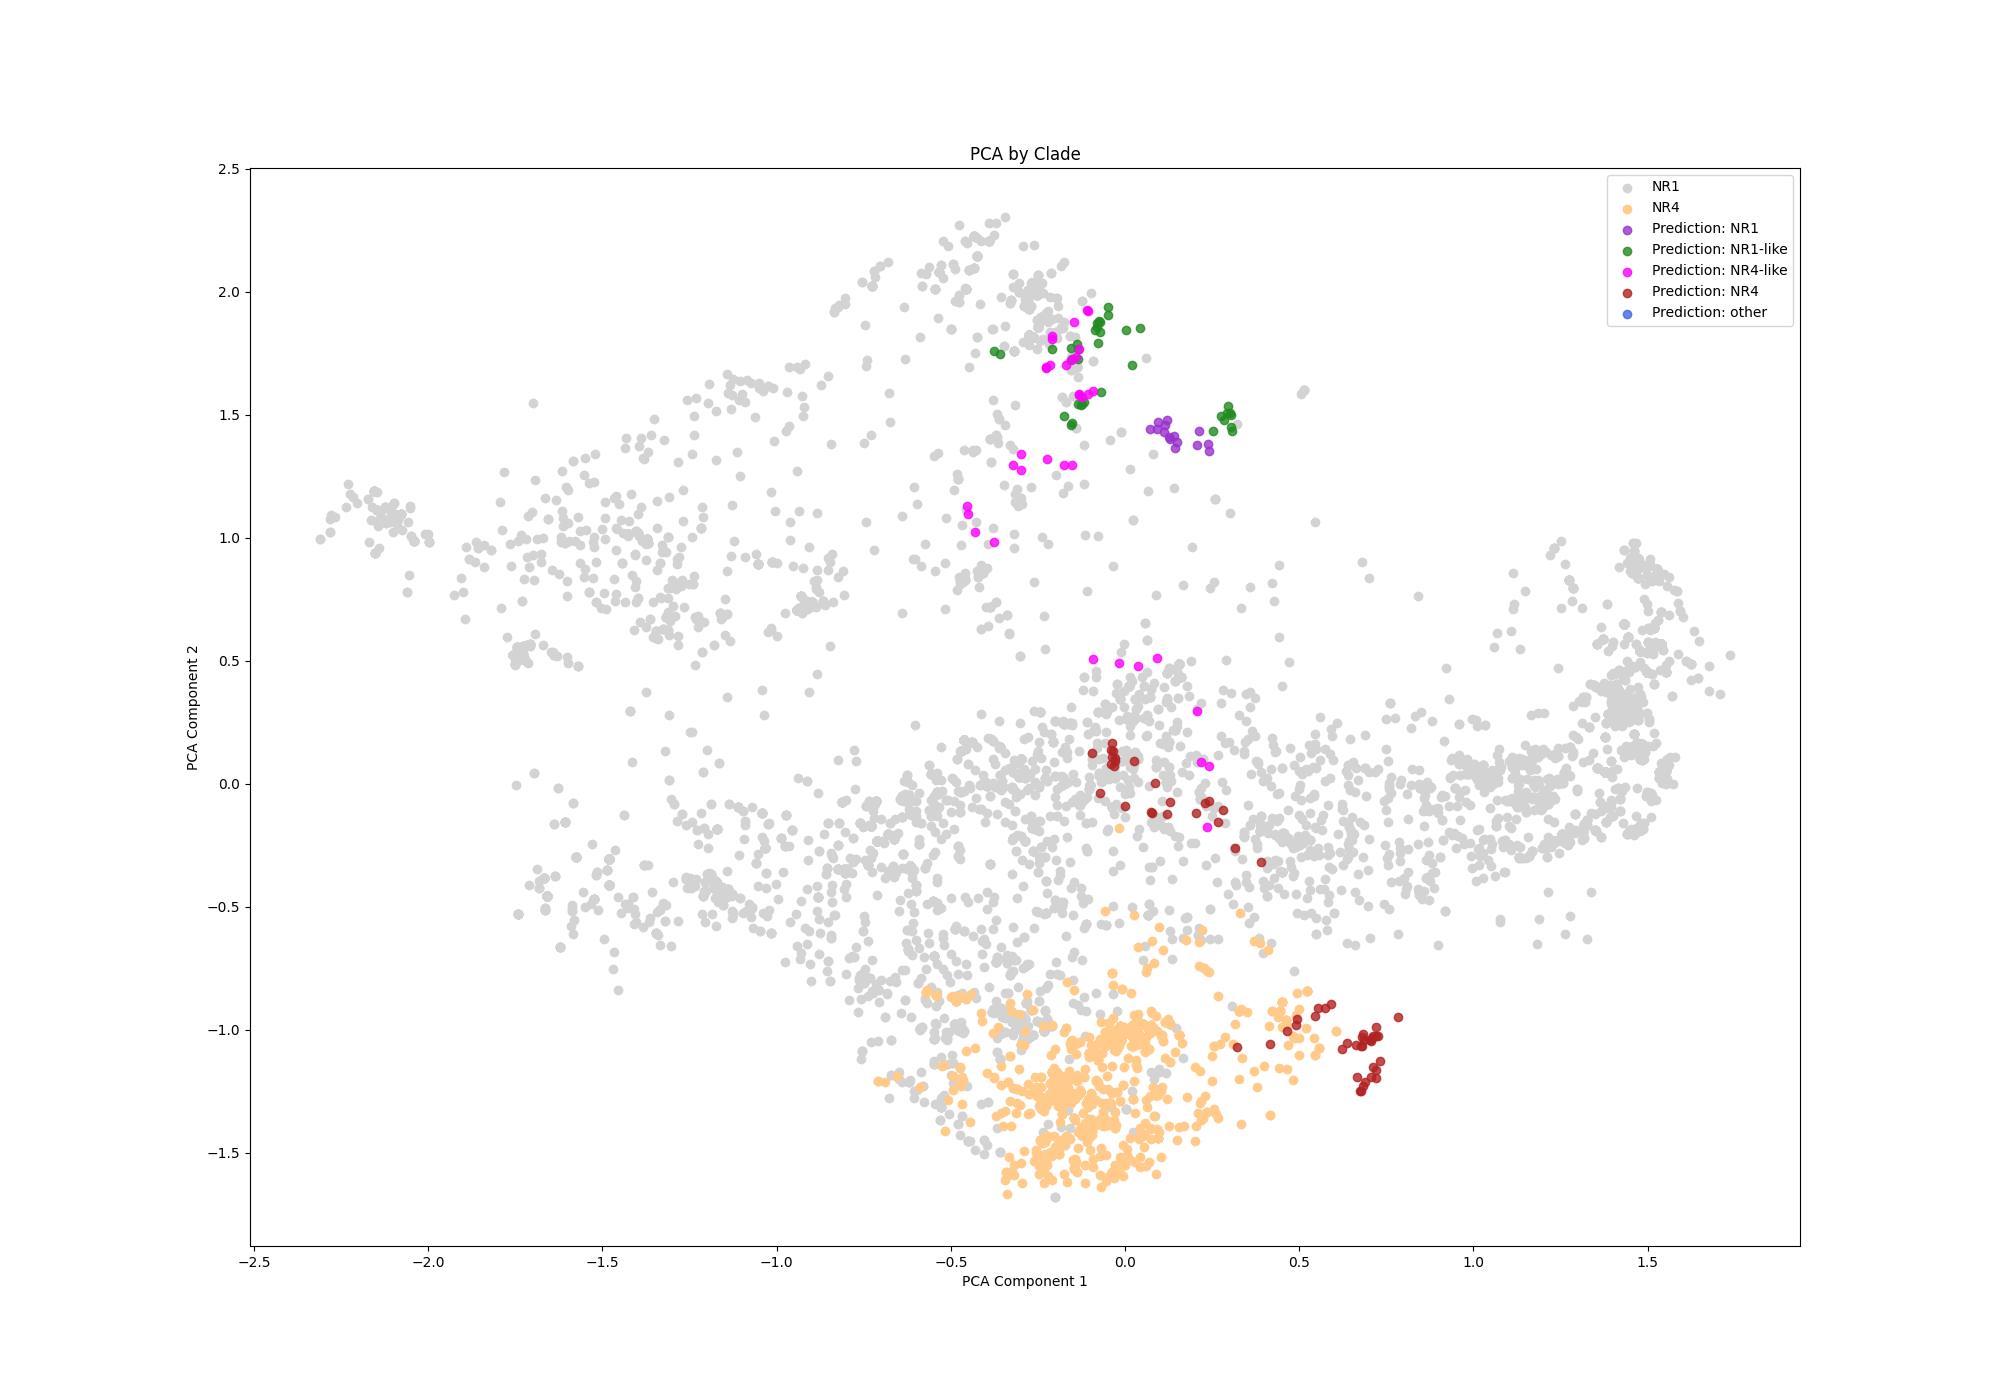 PCA by Clade
NR1
NR4
Prediction: NR1
Prediction: NR1-like
Prediction: NR4-like
Prediction: NR4
Prediction: other
PCA Component 2
2.5
2.0
1.5
1.0
0.5
0.0
−0.5
−1.0
−1.5
−2.5 −2.0 −1.5 −1.0 −0.5 0.0 0.5 1.0 1.5
PCA Component 1